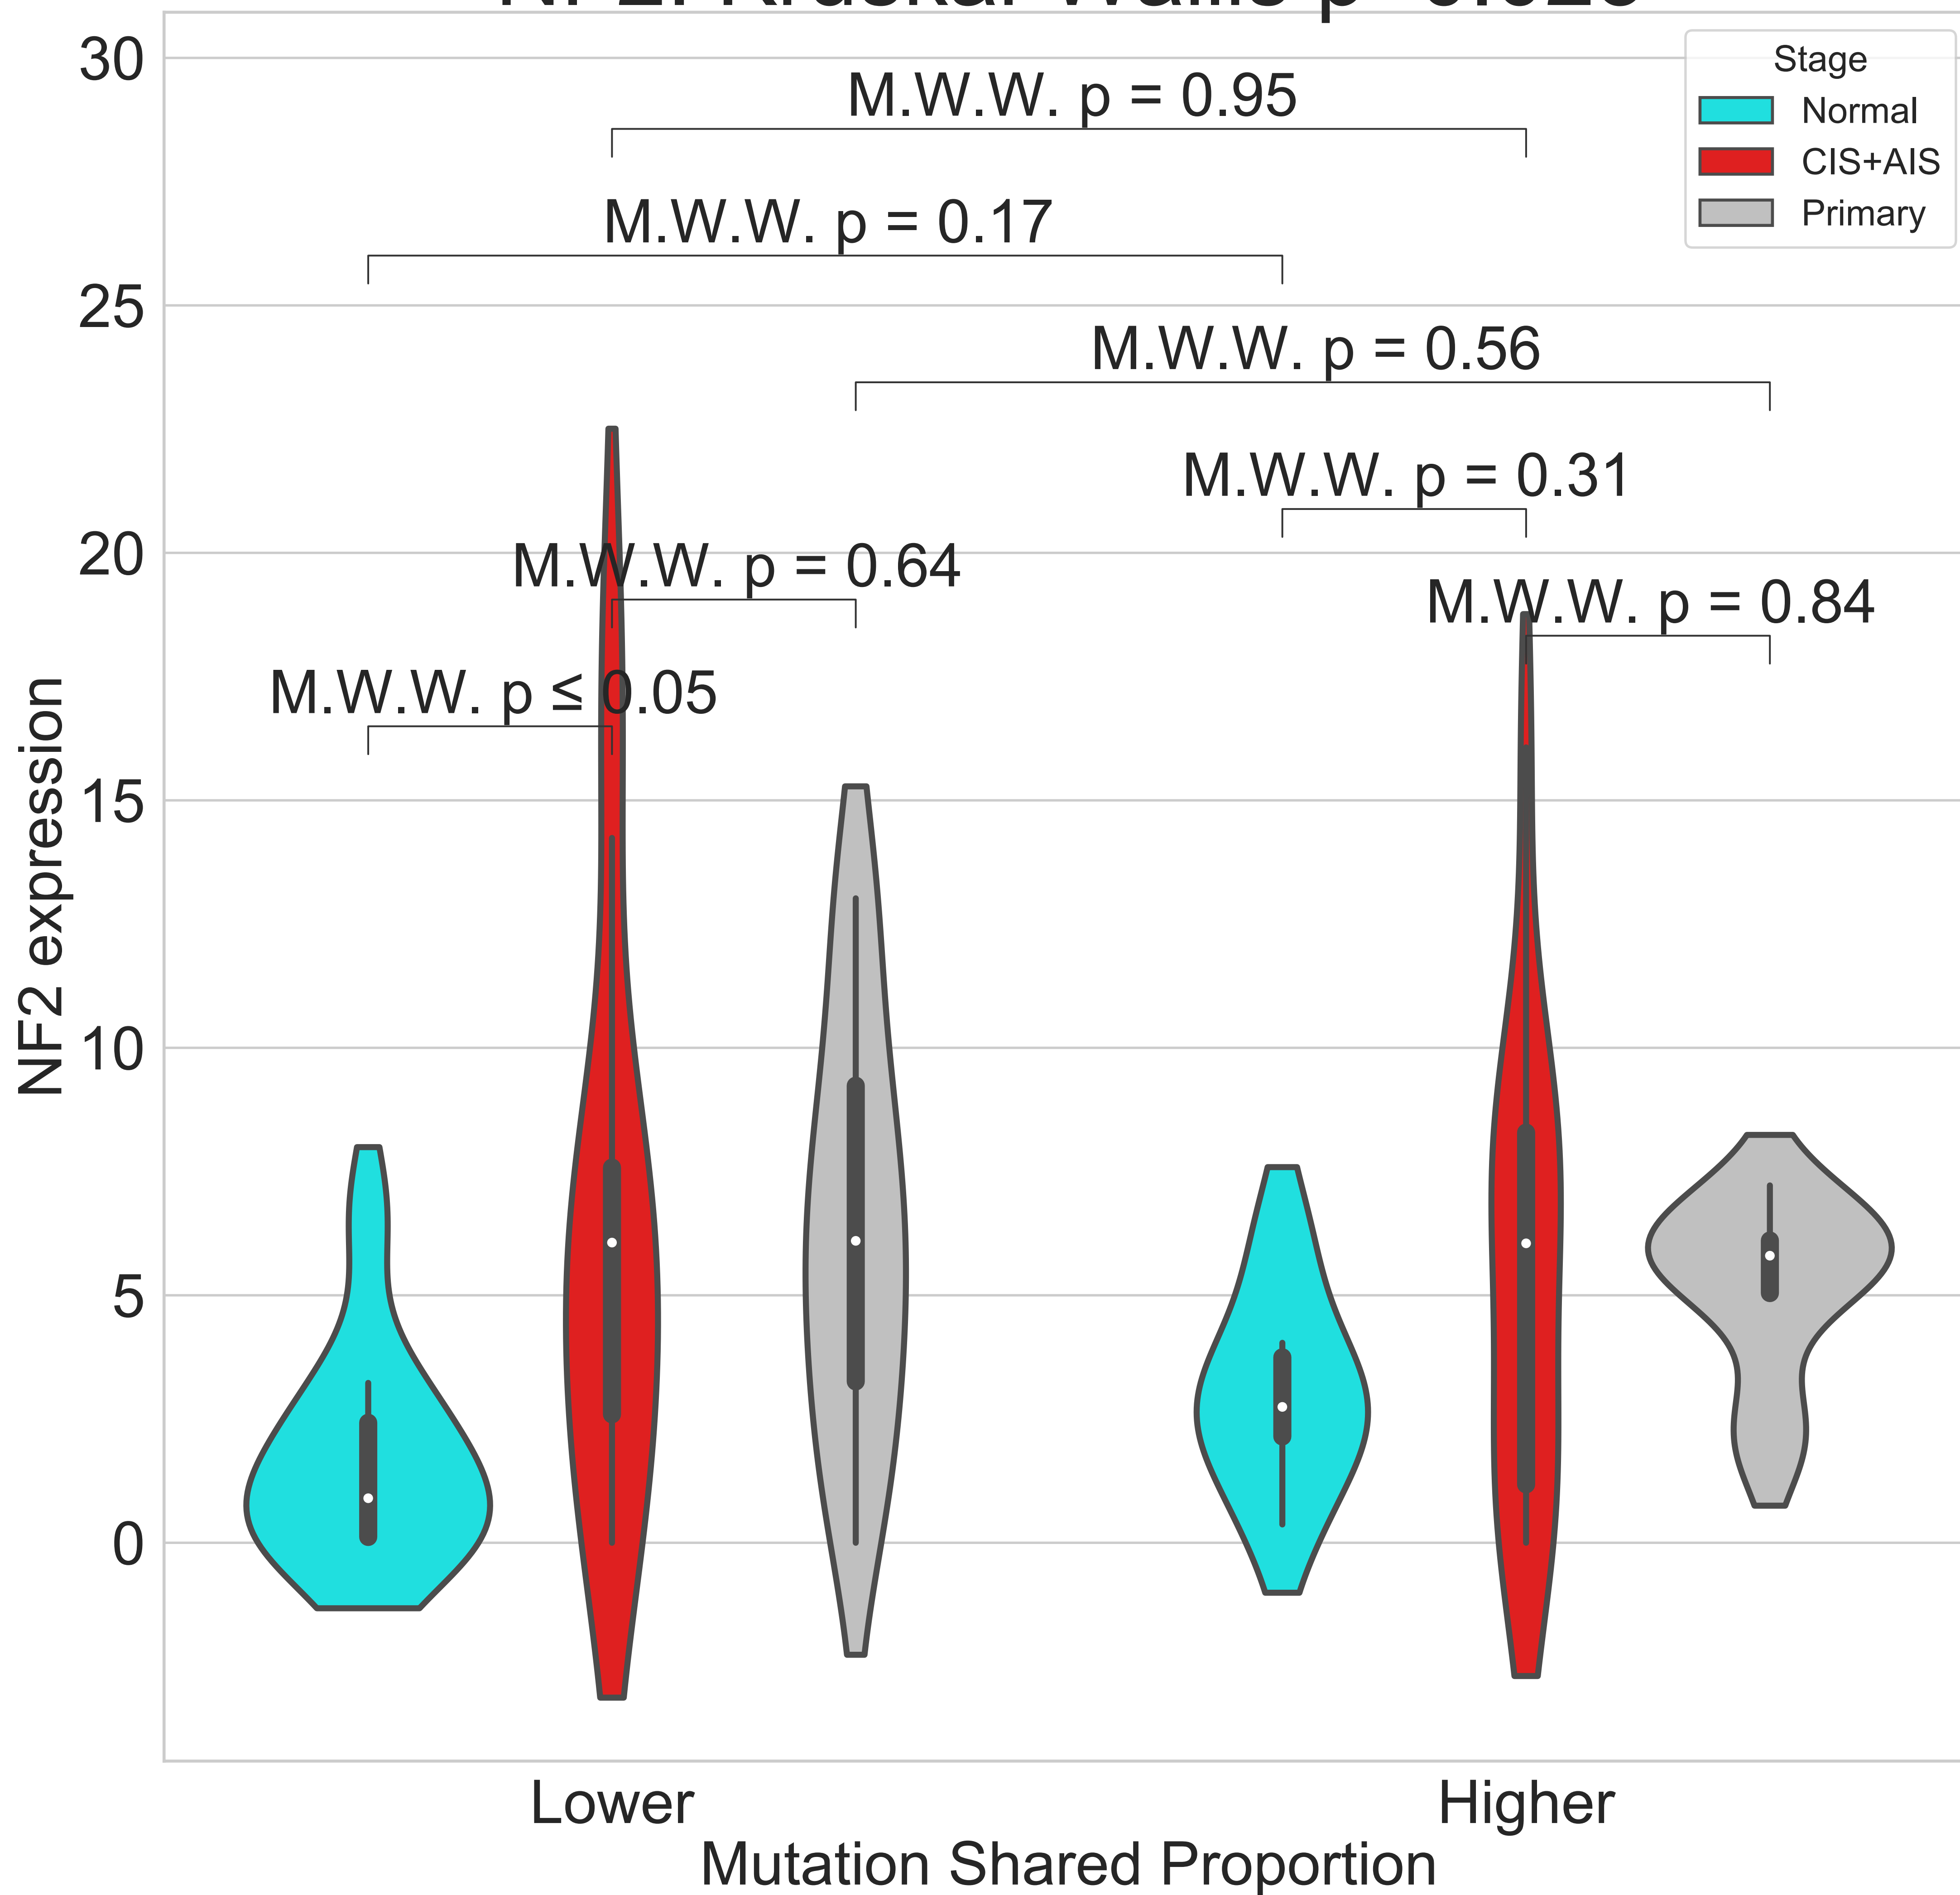 30
25
20
15
10
5
0
NF2 expression
Stage
Normal
CIS+AIS
Primary
M.W.W. p = 0.95
M.W.W. p = 0.17
M.W.W. p = 0.56
M.W.W. p = 0.31
M.W.W. p = 0.64
M.W.W. p = 0.84
M.W.W. p ≤ 0.05
Lower
Higher
Mutation Shared Proportion